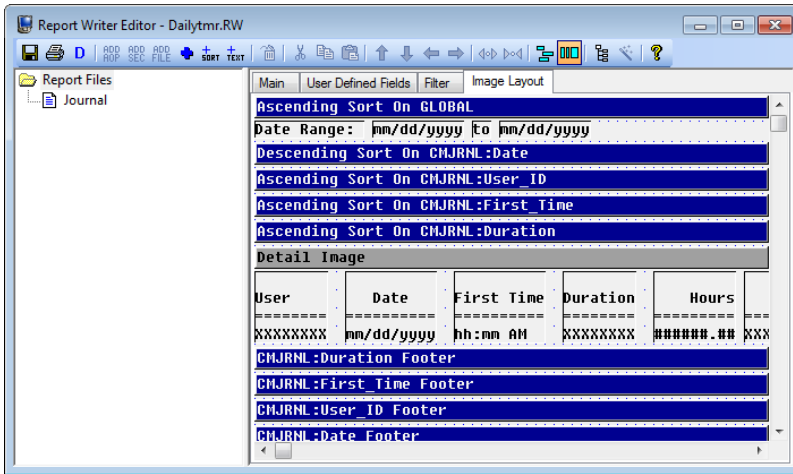 Report Writer Editor - Dailytmr.RW
D ADD ROP ADD SEC ADD FILE SORT TEXT
Report Files
Journal
Main User Defined Fields Filter Image Layout
Ascending Sort On GLOBAL
Date Range: mm/dd/yyyy to mm/dd/yyyy
Descending Sort On CMJRNL:Date
Ascending Sort On CMJRNL:User_ID
Ascending Sort On CMJRNL:First_Time
Ascending Sort On CMJRNL:Duration
Detail Image
User Date First Time Duration Hours
======== ========== ========== ======== ========= ===
XXXXXXXX mm/dd/yyyy hh:mm AM XXXXXXXX ######.## XXX
CMJRNL:Duration Footer
CMJRNL:First_Time Footer
CMJRNL:User_ID Footer
CMJRNL:Date Footer